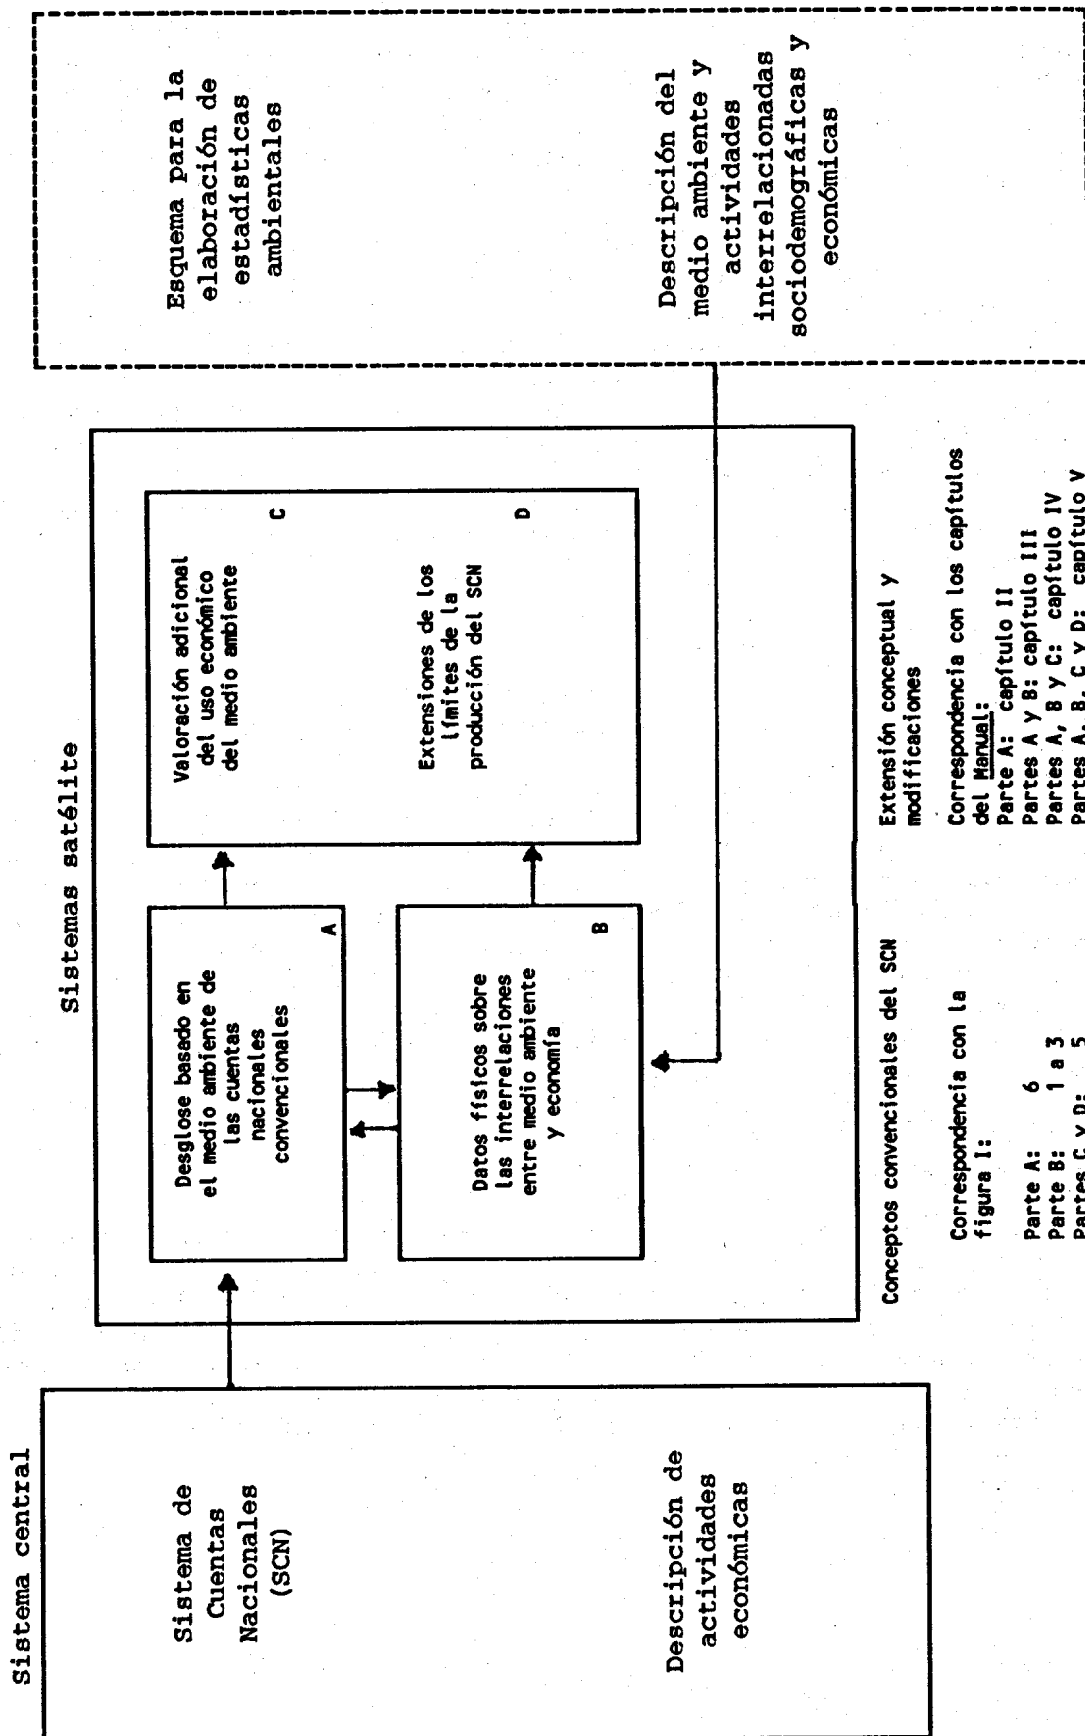 Sistema central
Sistema de
Cuentas
Nacionales
(SCN)
Descripción de
actividades
económicas
Sistemas satélite
Desglose basado en
el medio ambiente de
las cuentas
nacionales
convencionales
A
Datos físicos sobre
las interrelaciones
entre medio ambiente
y economía
B
Valoración adicional
del uso económico
del medio ambiente
C
Extensiones de los
límites de la
producción del SCN
D
Esquema para la
elaboración de
estadísticas
ambientales
Descripción del
medio ambiente y
actividades
interrelacionadas
sociodemográficas y
económicas
Conceptos convencionales del SCN
Correspondencia con la
figura I:
Parte A: 6
Parte B: 1 a 3
Partes C y D: 5
Extensión conceptual y
modificaciones
Correspondencia con los capítulos
del Manual:
Parte A: capítulo II
Partes A y B: capítulo III
Partes A, B y C: capítulo IV
Partes A, B, C y D: capítulo V